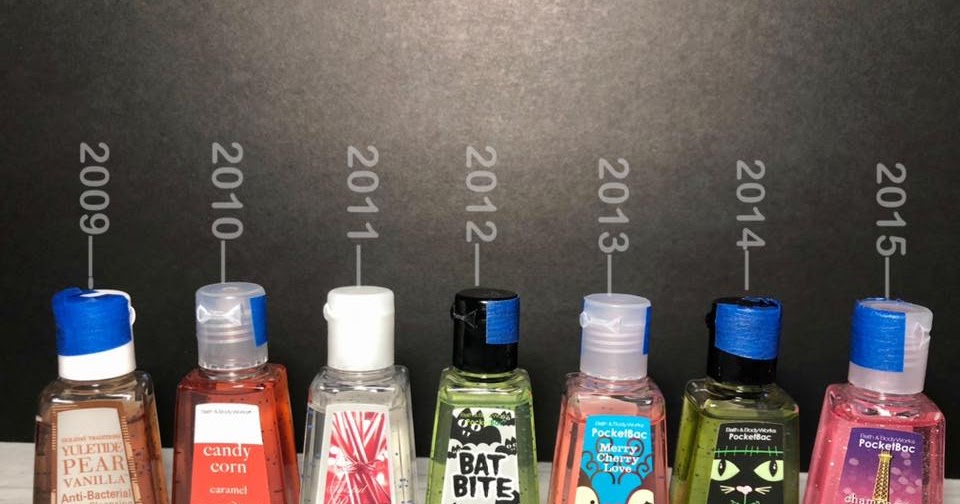 2009
2010
2011
2012
2013
2014
2015
YULETIDE
PEAR
VANILLA
Anti-Bacterial
Bath & Body Works
candy
corn
caramel
BAT
BITE
Bath & Body Works
PocketBac
Merry
Cherry
Love
Bath & Body Works
PocketBac
Bath & Body Works
PocketBac